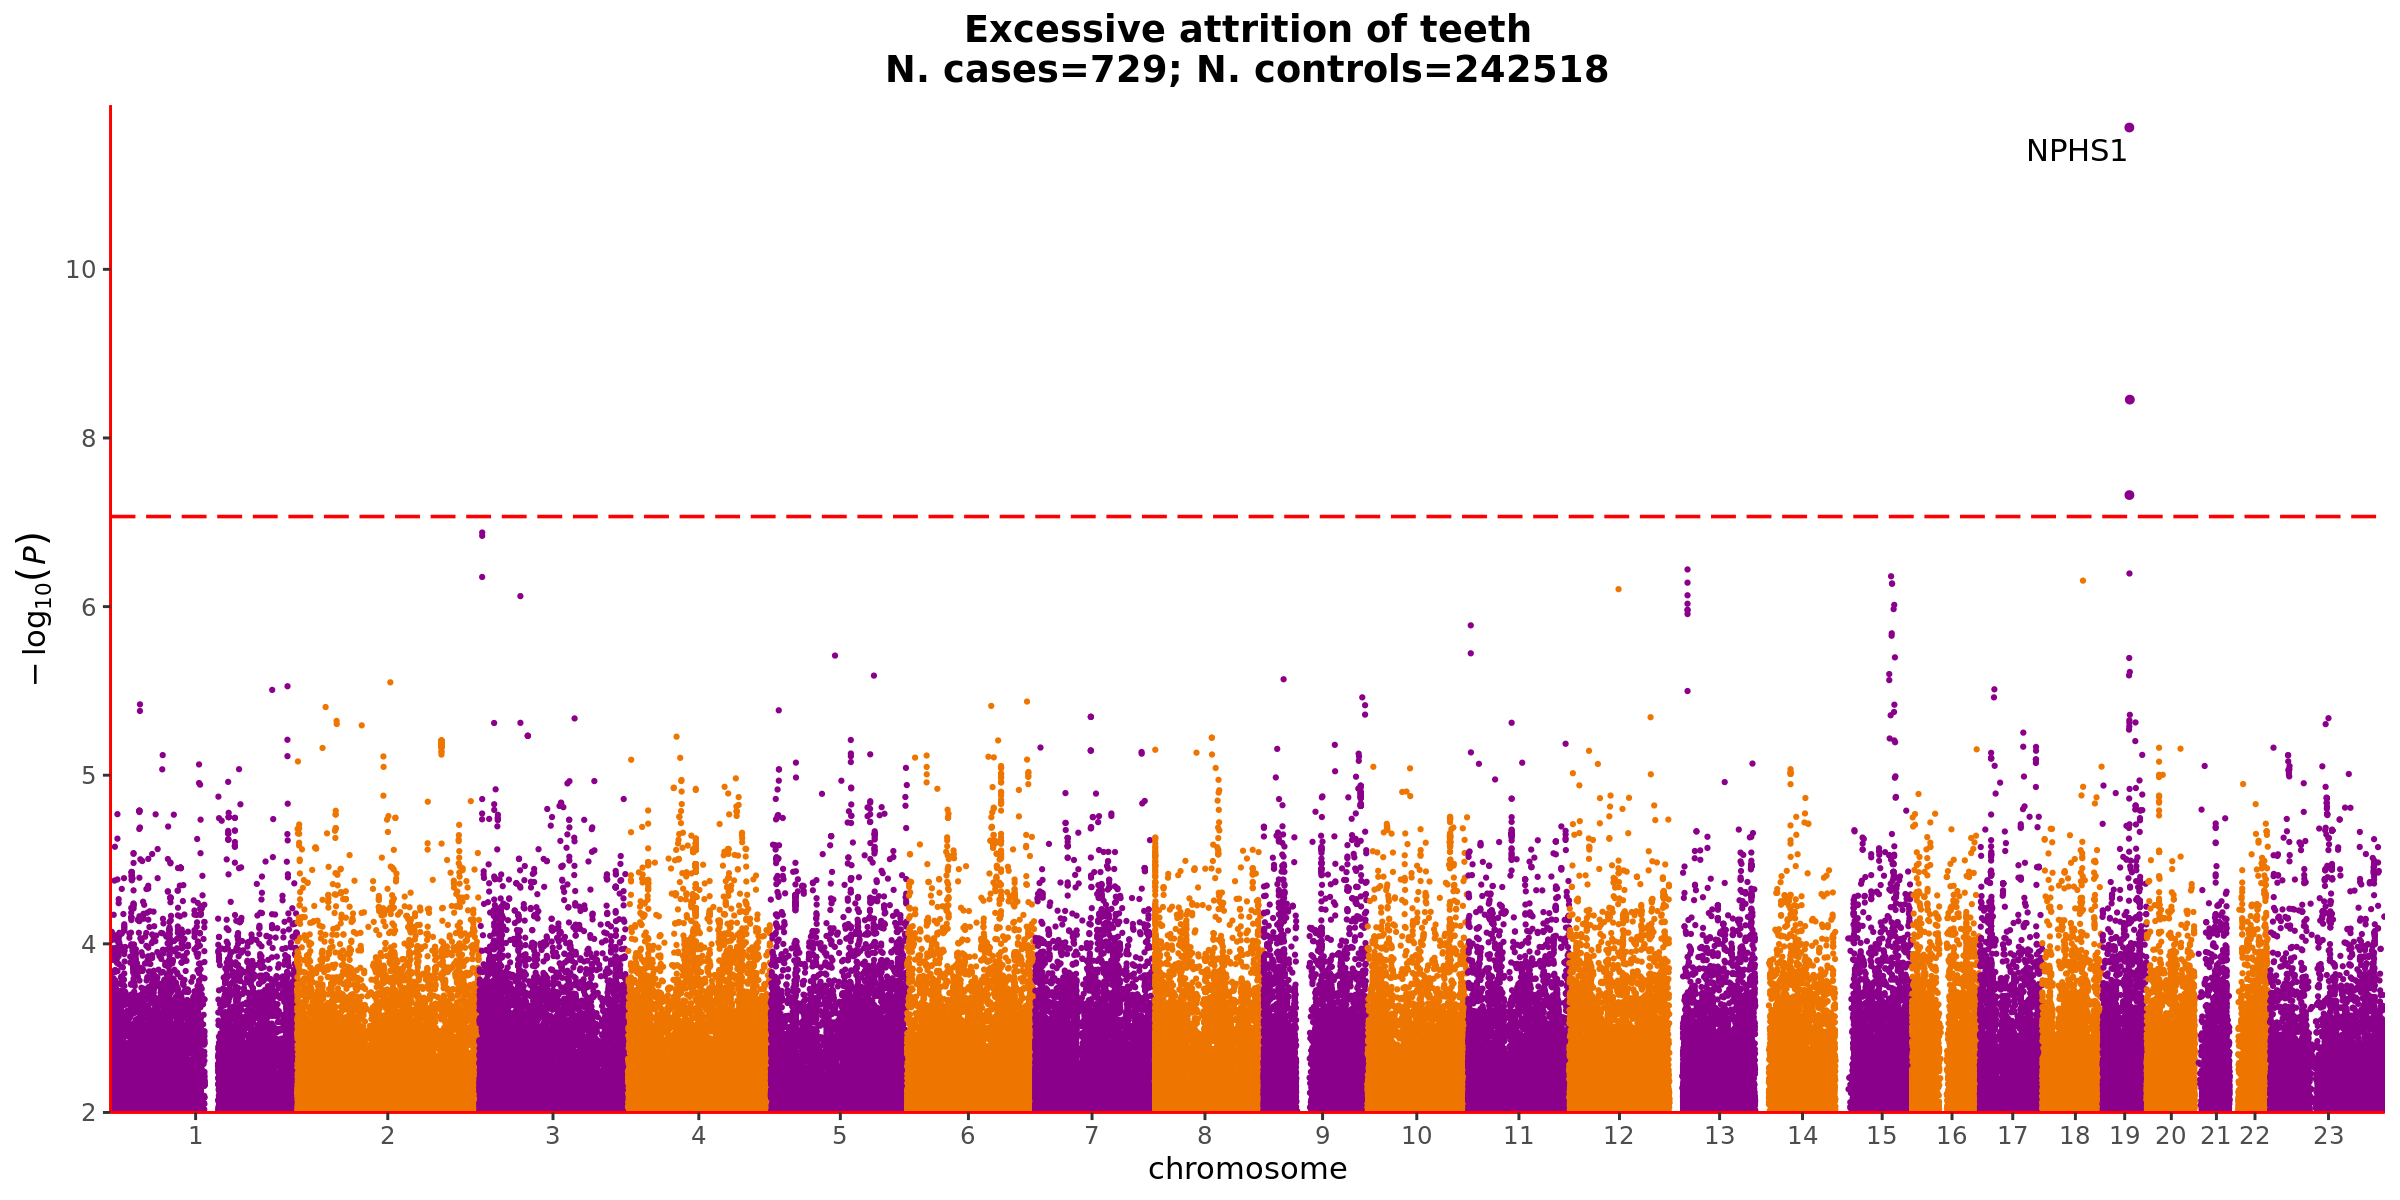 Excessive attrition of teeth
N. cases=729; N. controls=242518
NPHS1
10
8
6
5
4
2
−log10(P)
1 2 3 4 5 6 7 8 9 10 11 12 13 14 15 16 17 18 19 20 21 22 23
chromosome